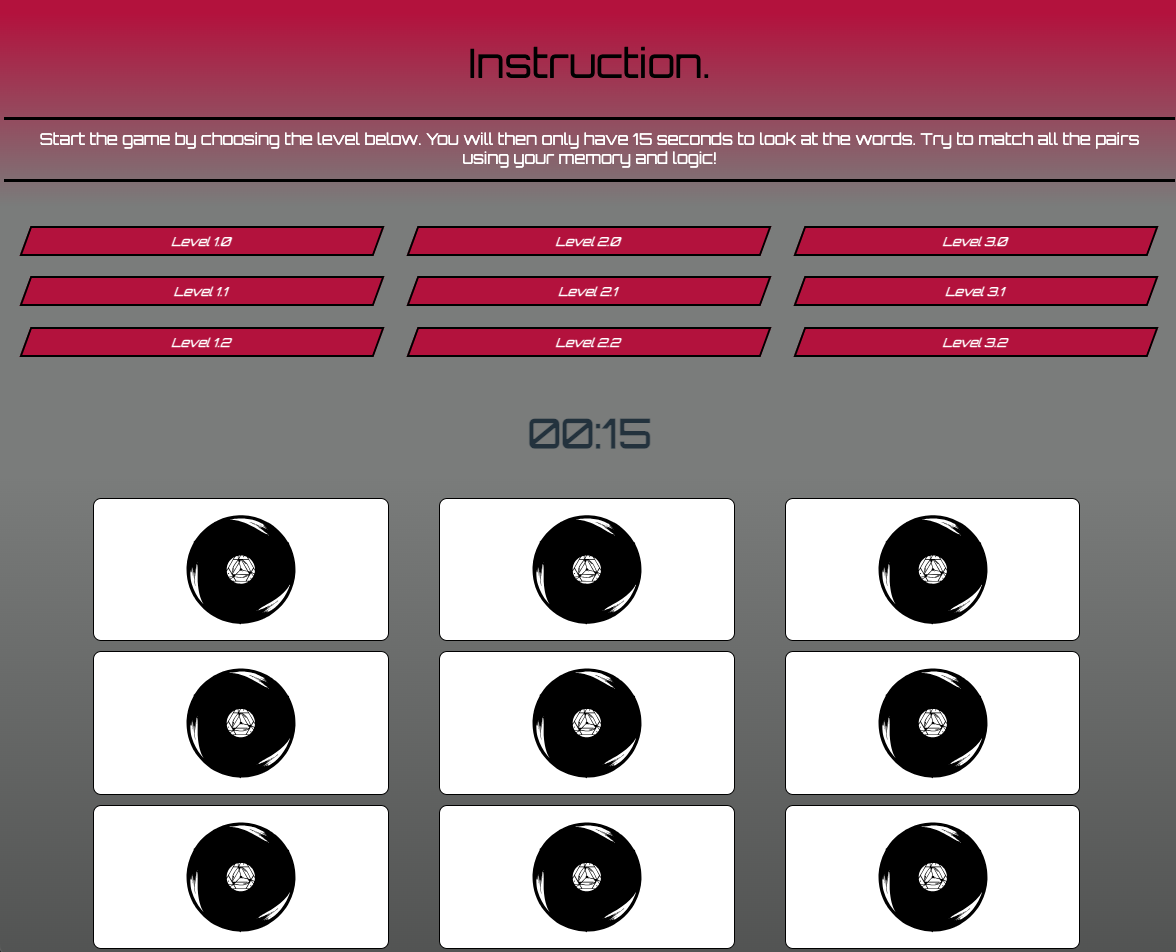 Instruction.
Start the game by choosing the level below. You will then only have 15 seconds to look at the words. Try to match all the pairs
using your memory and logic!
Level 1.0
Level 2.0
Level 3.0
Level 1.1
Level 2.1
Level 3.1
Level 1.2
Level 2.2
Level 3.2
00:15